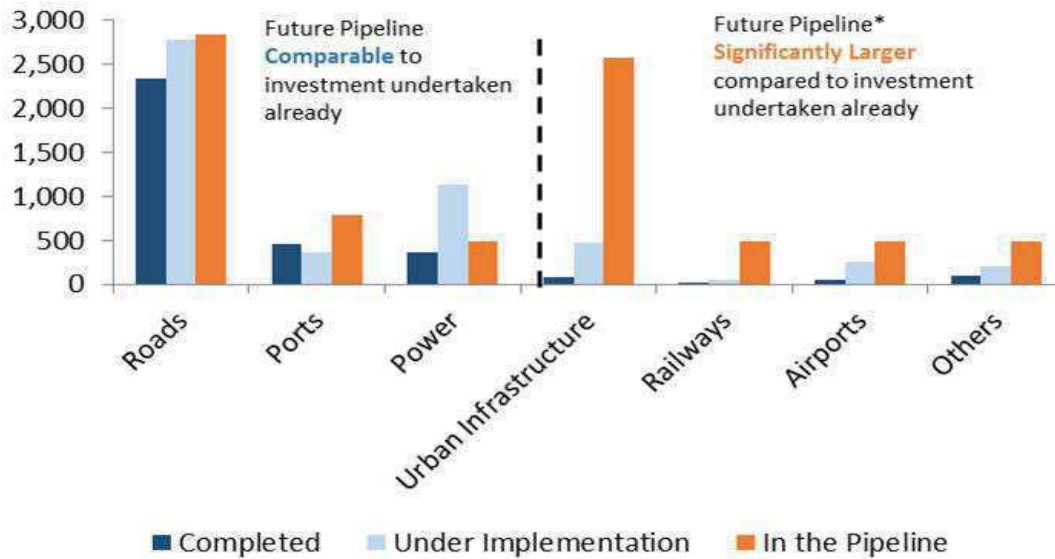 3,000
2,500
2,000
1,500
1,000
500
0
Future Pipeline
Comparable to
investment undertaken
already
Future Pipeline*
Significantly Larger
compared to investment
undertaken already
Roads
Ports
Power
Urban Infrastructure
Railways
Airports
Others
Completed
Under Implementation
In the Pipeline